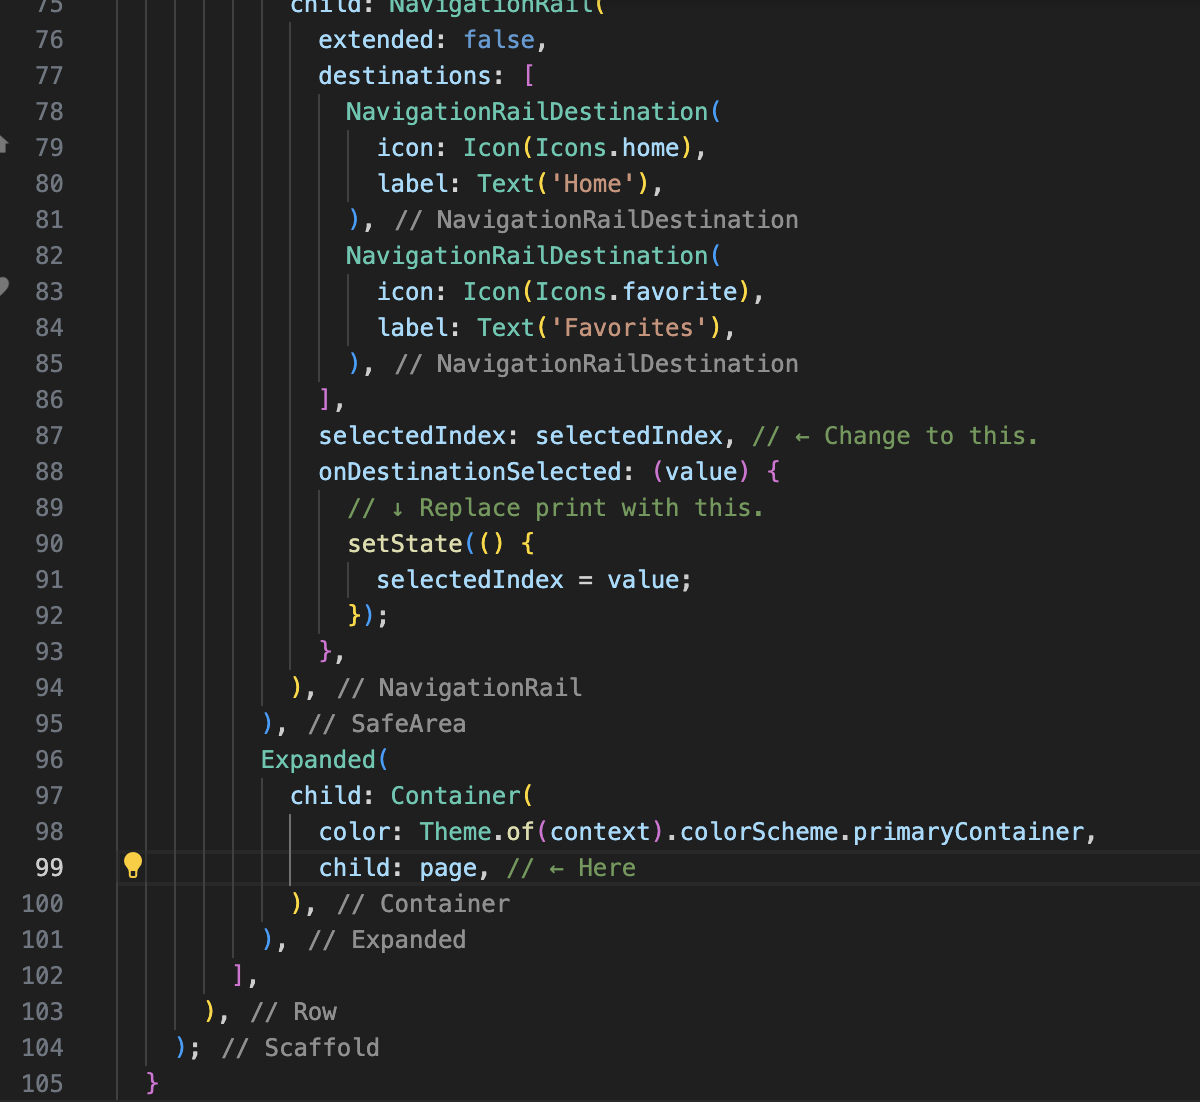 75 child: NavigationRail(
76 extended: false,
77 destinations: [
78 NavigationRailDestination(
79 icon: Icon(Icons.home),
80 label: Text('Home'),
81 ), // NavigationRailDestination
82 NavigationRailDestination(
83 icon: Icon(Icons.favorite),
84 label: Text('Favorites'),
85 ), // NavigationRailDestination
86 ],
87 selectedIndex: selectedIndex, // ← Change to this.
88 onDestinationSelected: (value) {
89 // ↓ Replace print with this.
90 setState(() {
91 selectedIndex = value;
92 });
93 },
94 ), // NavigationRail
95 ), // SafeArea
96 Expanded(
97 child: Container(
98 color: Theme.of(context).colorScheme.primaryContainer,
99 child: page, // ← Here
100 ), // Container
101 ), // Expanded
102 ],
103 ), // Row
104 ); // Scaffold
105 }